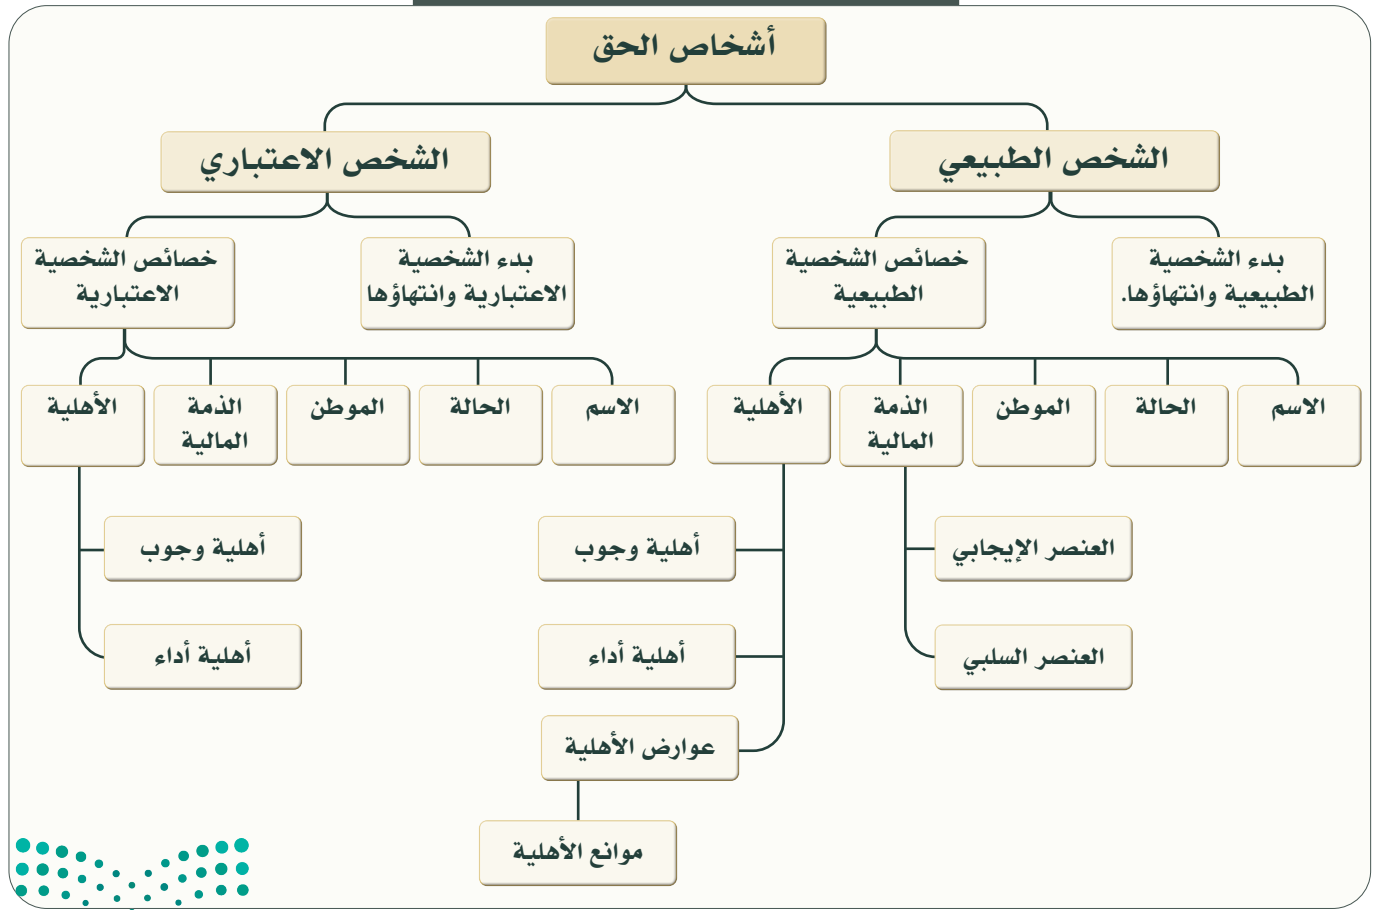 أشخاص الحق
الشخص الطبيعي
الشخص الاعتباري
بدء الشخصية
الطبيعية وانتهاؤها.
خصائص الشخصية
الطبيعية
بدء الشخصية
الاعتبارية وانتهاؤها
خصائص الشخصية
الاعتبارية
الاسم
الحالة
الموطن
الذمة
المالية
الأهلية
الاسم
الحالة
الموطن
الذمة
المالية
الأهلية
العنصر الإيجابي
أهلية وجوب
أهلية وجوب
العنصر السلبي
أهلية أداء
أهلية أداء
عوارض الأهلية
موانع الأهلية